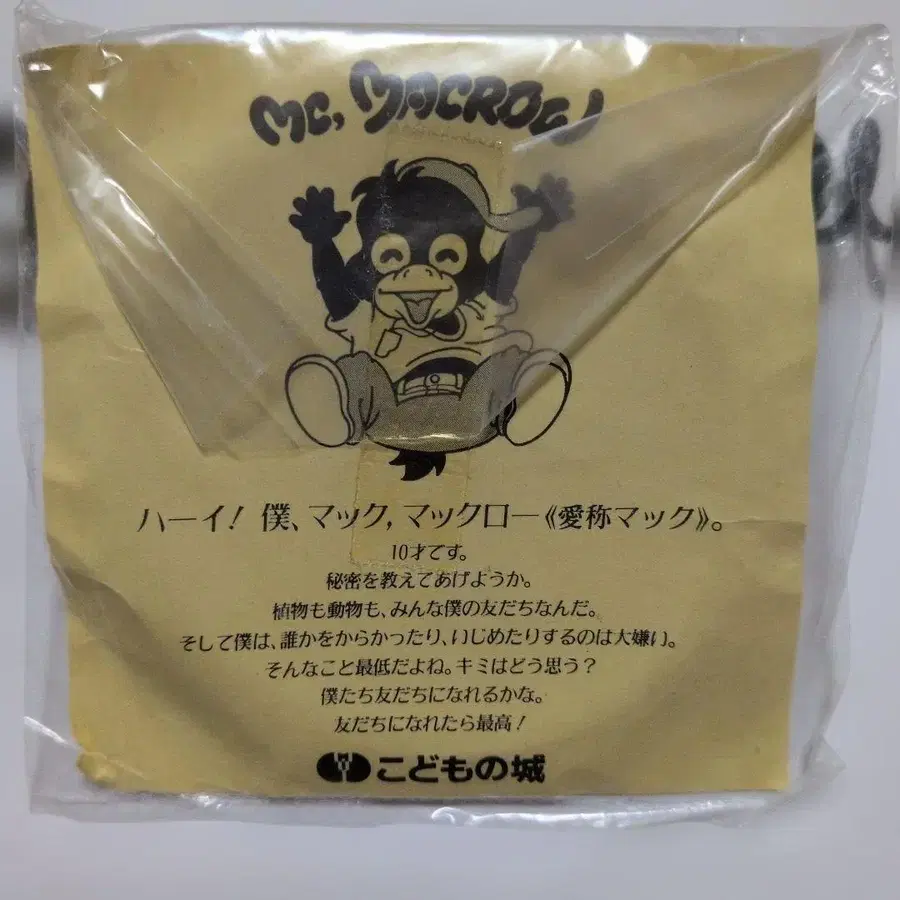 MC, MACROW
ハーイ！ 僕、マック,マックロー《愛称マック》。
10才です。
秘密を教えてあげようか。
植物も動物も、みんな僕の友だちなんだ。
そして僕は、誰かをからかったり、いじめたりするのは大嫌い。
そんなこと最低だよね。キミはどう思う？
僕たち友だちになれるかな。
友だちになれたら最高！
こどもの城